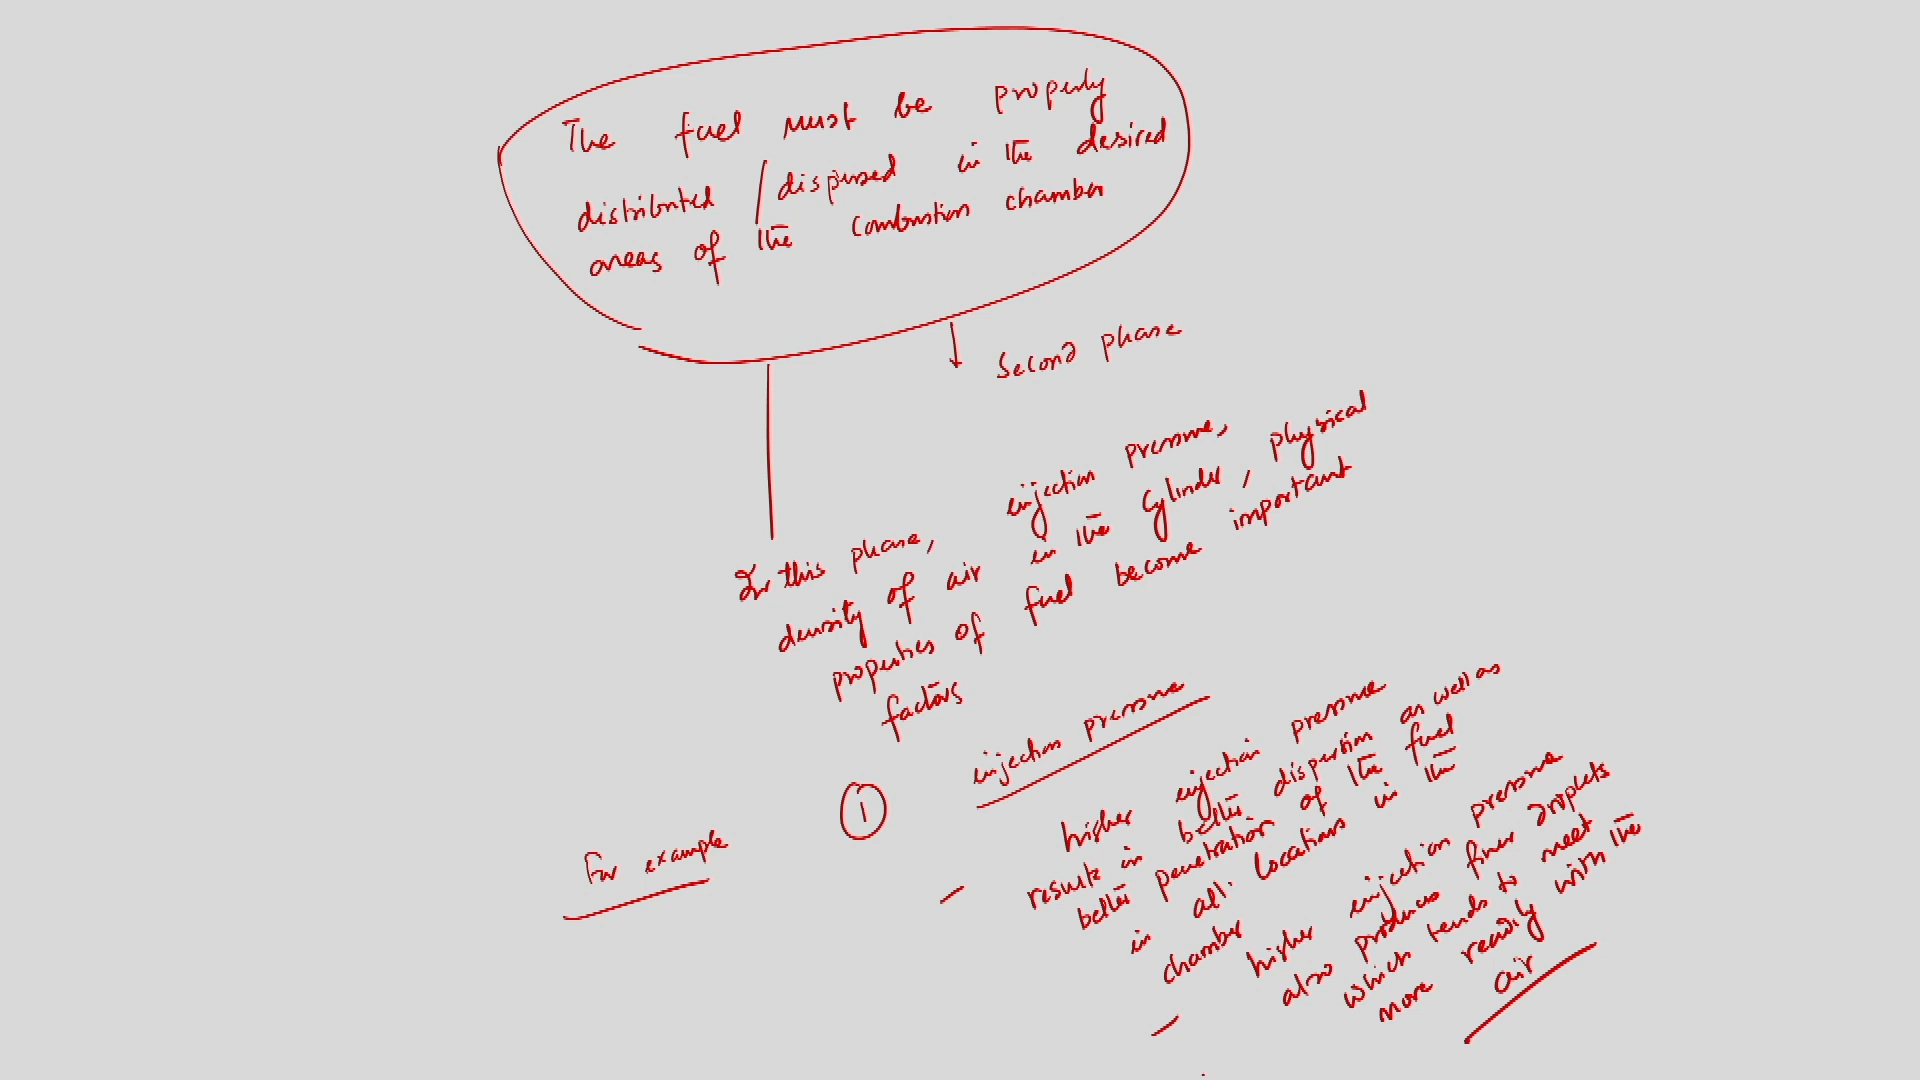 The fuel must be properly
distributed / dispersed in the desired
areas of the combustion chamber
Second phase
In this phase, injection pressure,
density of air in the cylinder, physical
properties of fuel become important
factors
For example
1 injection pressure
- higher injection pressure
results in better dispertion as well as
better penetration of the fuel
in all locations in the
chamber
- higher injection pressure
also produces finer droplets
which tends to meet
more readily with the
air